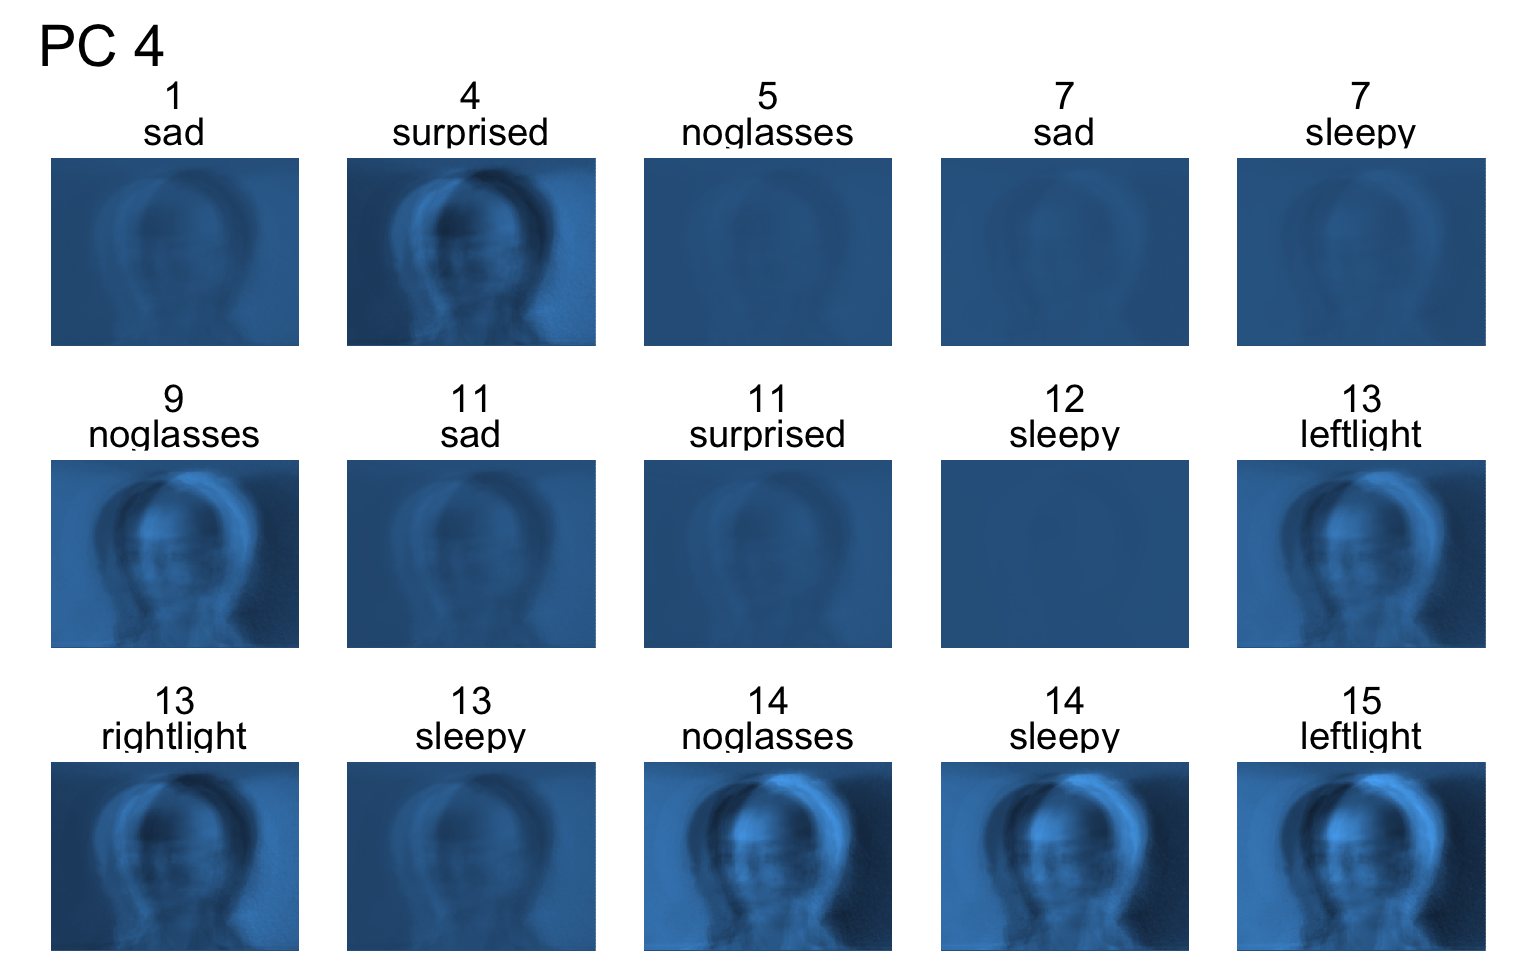 PC 4
1 4 5 7 7
sad surprised noglasses sad sleepy
9 11 11 12 13
noglasses sad surprised sleepy leftlight
13 13 14 14 15
rightlight sleepy noglasses sleepy leftlight